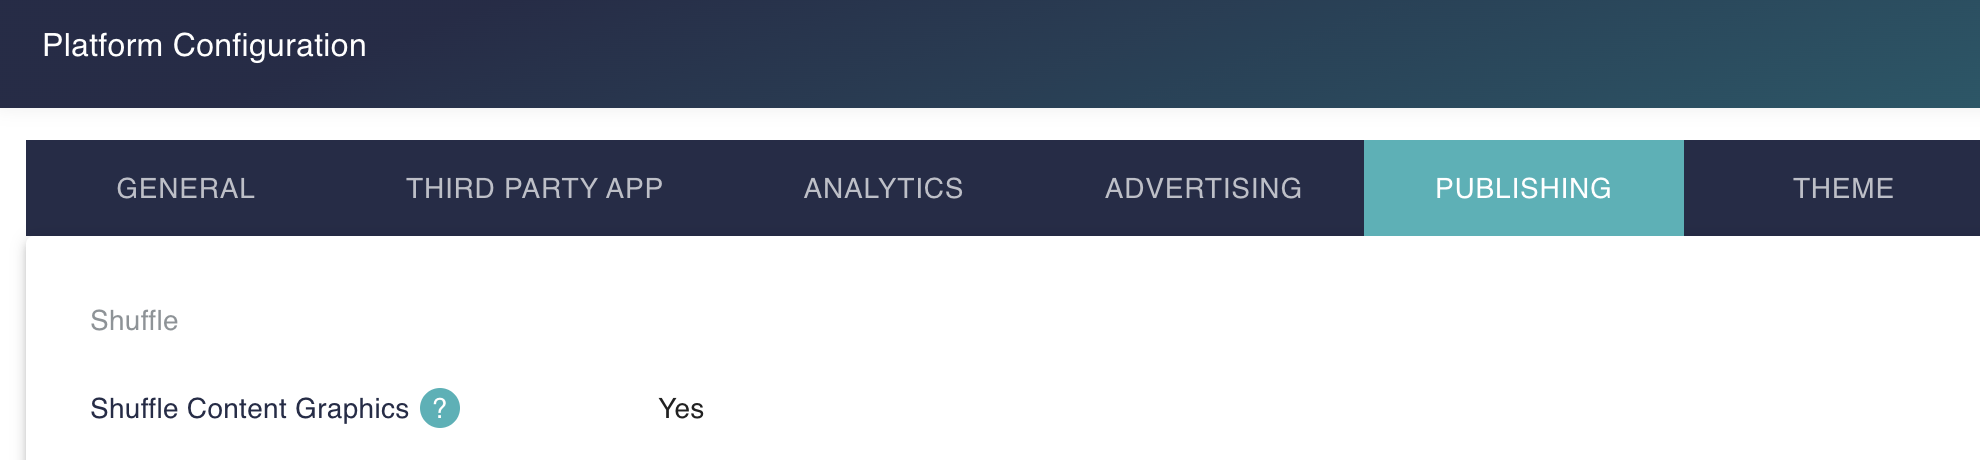 Platform Configuration
GENERAL THIRD PARTY APP ANALYTICS ADVERTISING PUBLISHING THEME
Shuffle
Shuffle Content Graphics ? Yes